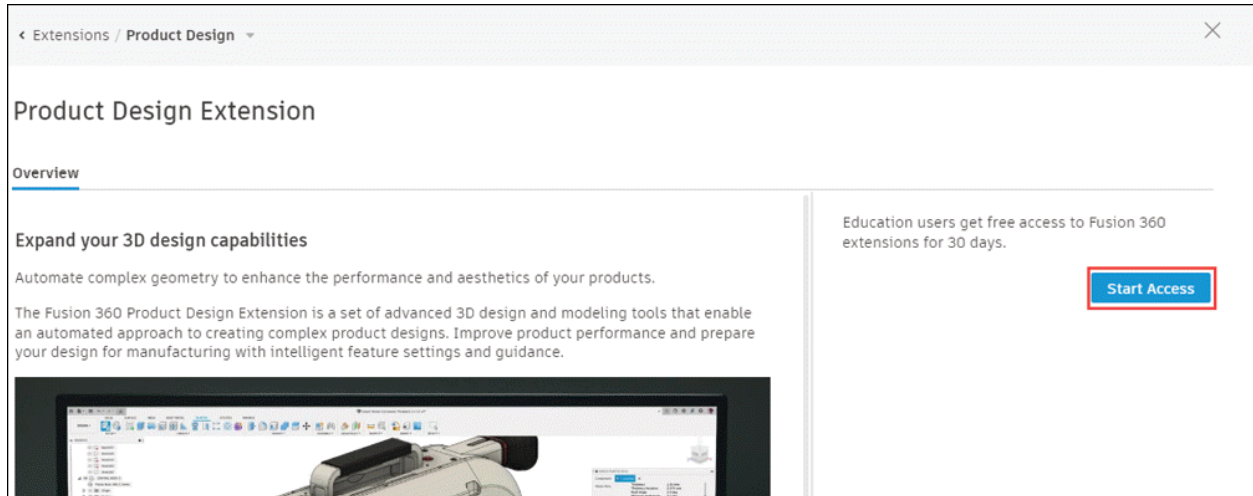 Extensions / Product Design
Product Design Extension
Overview
Expand your 3D design capabilities
Automate complex geometry to enhance the performance and aesthetics of your products.
The Fusion 360 Product Design Extension is a set of advanced 3D design and modeling tools that enable
an automated approach to creating complex product designs. Improve product performance and prepare
your design for manufacturing with intelligent feature settings and guidance.
Education users get free access to Fusion 360
extensions for 30 days.
Start Access